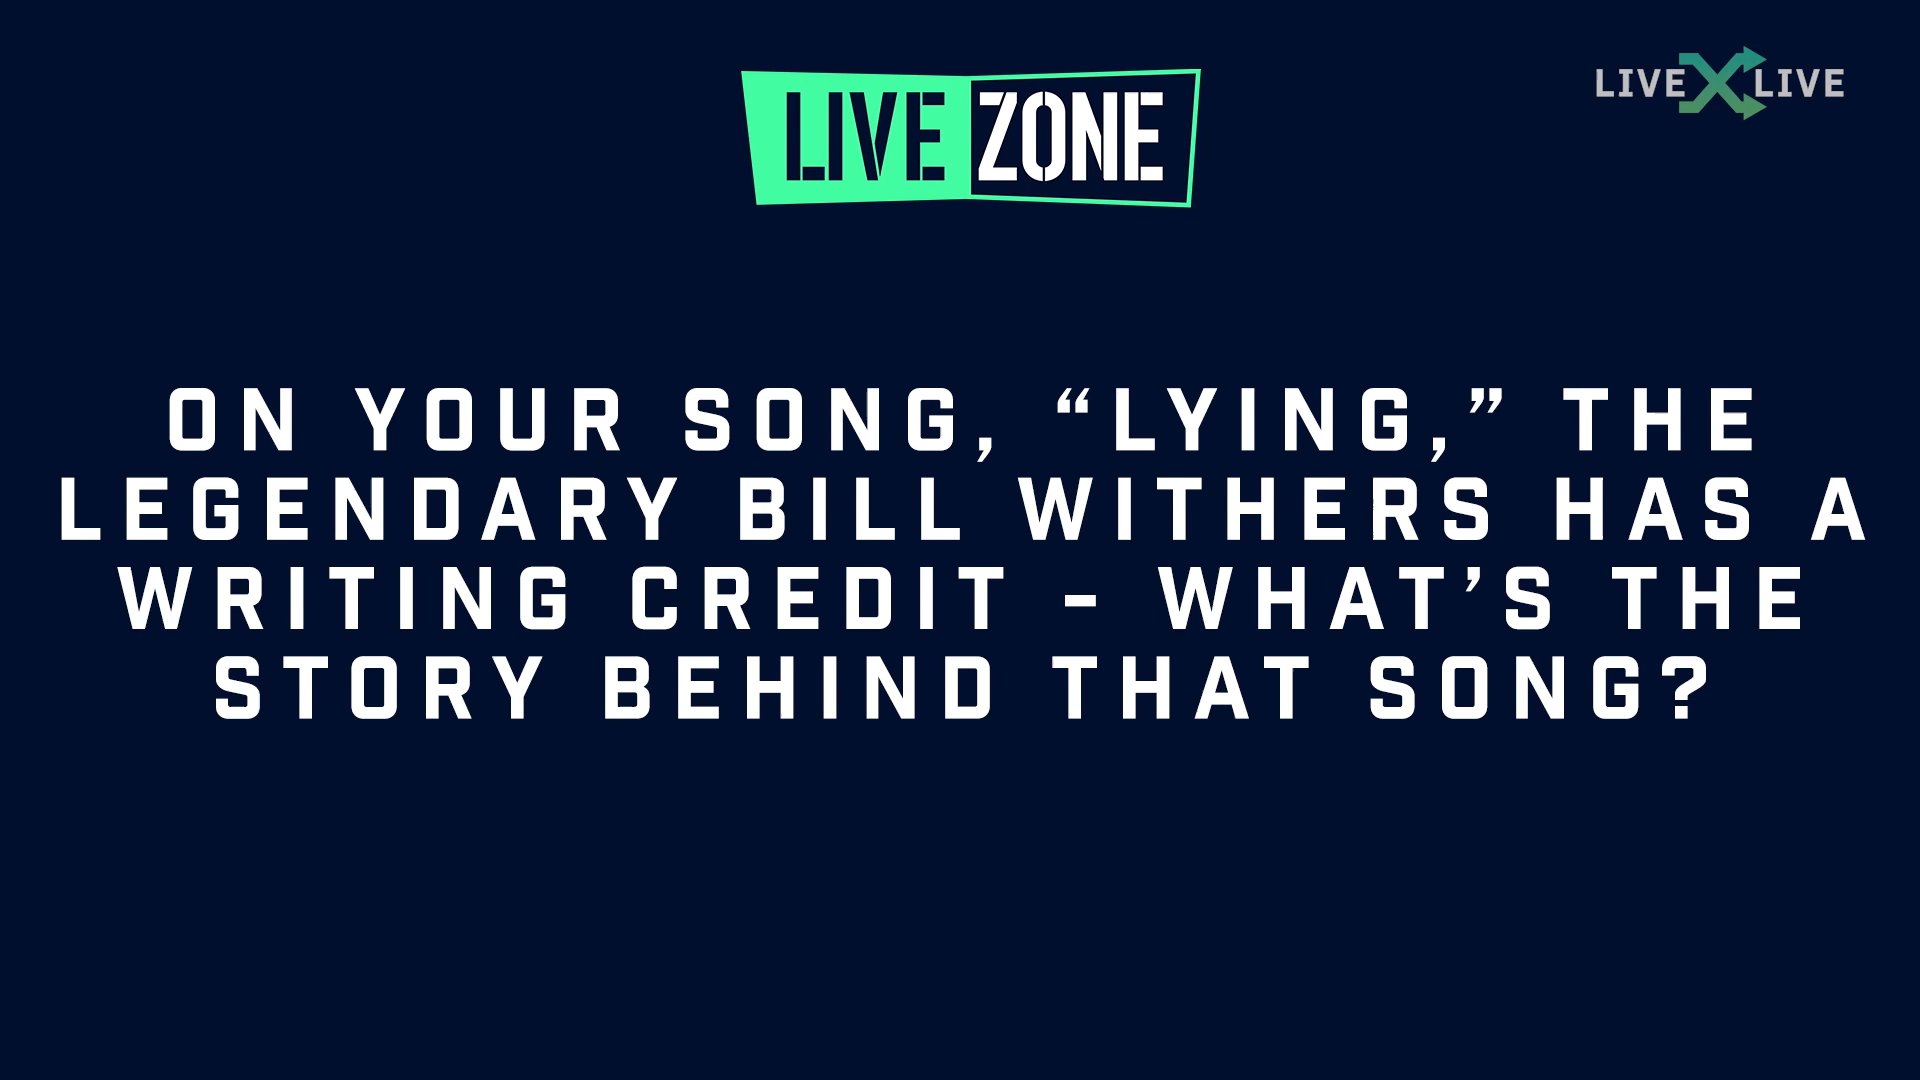 LIVE ZONE
LIVE X LIVE
ON YOUR SONG, “LYING,” THE
LEGENDARY BILL WITHERS HAS A
WRITING CREDIT - WHAT’S THE
STORY BEHIND THAT SONG?